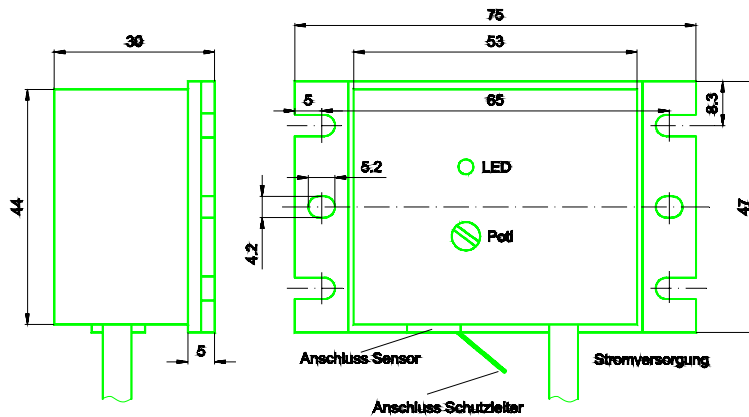 75
30
53
5
65
8.3
5.2
LED
44
47
4.2
Poti
5
Anschluss Sensor
Stromversorgung
Anschluss Schutzleiter